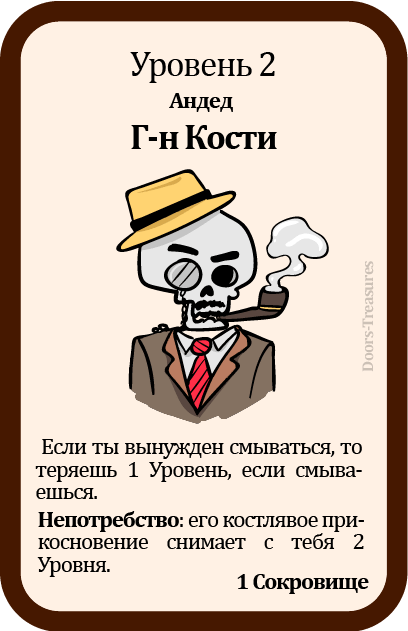 Уровень 2
Андед
Г-н Кости
Doors-Treasures
Если ты вынужден смываться, то
теряешь 1 Уровень, если смыва-
ешься.
Непотребство: его костлявое при-
косновение снимает с тебя 2
Уровня.
1 Сокровище